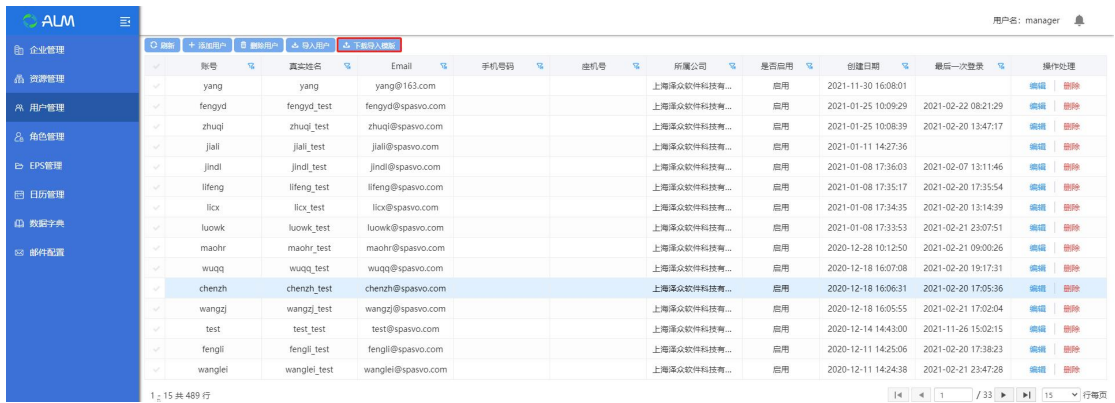 ALM
用户名: manager
企业管理
资源管理
用户管理
角色管理
EPS管理
日历管理
数据字典
邮件配置
刷新 添加用户 删除用户 导入用户 下载导入模版
账号 真实姓名 Email 手机号码 座机号 所属公司 是否启用 创建日期 最后一次登录 操作处理
yang yang yang@163.com 上海泽众软件科技有... 启用 2021-11-30 16:08:01 编辑 删除
fengyd fengyd_test fengyd@spasvo.com 上海泽众软件科技有... 启用 2021-01-25 10:09:29 2021-02-22 08:21:29 编辑 删除
zhuqi zhuqi_test zhuqi@spasvo.com 上海泽众软件科技有... 启用 2021-01-25 10:08:39 2021-02-20 13:47:17 编辑 删除
jiali jiali_test jiali@spasvo.com 上海泽众软件科技有... 启用 2021-01-11 14:27:36 编辑 删除
jindl jindl_test jindl@spasvo.com 上海泽众软件科技有... 启用 2021-01-08 17:36:03 2021-02-07 13:11:46 编辑 删除
lifeng lifeng_test lifeng@spasvo.com 上海泽众软件科技有... 启用 2021-01-08 17:35:17 2021-02-20 17:35:54 编辑 删除
licx licx_test licx@spasvo.com 上海泽众软件科技有... 启用 2021-01-08 17:34:35 2021-02-20 13:14:39 编辑 删除
luowk luowk_test luowk@spasvo.com 上海泽众软件科技有... 启用 2021-01-08 17:33:53 2021-02-21 23:07:51 编辑 删除
maohr maohr_test maohr@spasvo.com 上海泽众软件科技有... 启用 2020-12-28 10:12:50 2021-02-21 09:00:26 编辑 删除
wuqq wuqq_test wuqq@spasvo.com 上海泽众软件科技有... 启用 2020-12-18 16:07:08 2021-02-20 19:17:31 编辑 删除
chenzh chenzh_test chenzh@spasvo.com 上海泽众软件科技有... 启用 2020-12-18 16:06:31 2021-02-20 17:05:36 编辑 删除
wangzj wangzj_test wangzj@spasvo.com 上海泽众软件科技有... 启用 2020-12-18 16:05:55 2021-02-21 17:02:04 编辑 删除
test test_test test@spasvo.com 上海泽众软件科技有... 启用 2020-12-14 14:43:00 2021-11-26 15:02:15 编辑 删除
fengli fengli_test fengli@spasvo.com 上海泽众软件科技有... 启用 2020-12-11 14:25:06 2021-02-20 17:38:23 编辑 删除
wanglei wanglei_test wanglei@spasvo.com 上海泽众软件科技有... 启用 2020-12-11 14:24:38 2021-02-21 23:47:28 编辑 删除
1 - 15 共 489 行 1 / 33 15 行每页